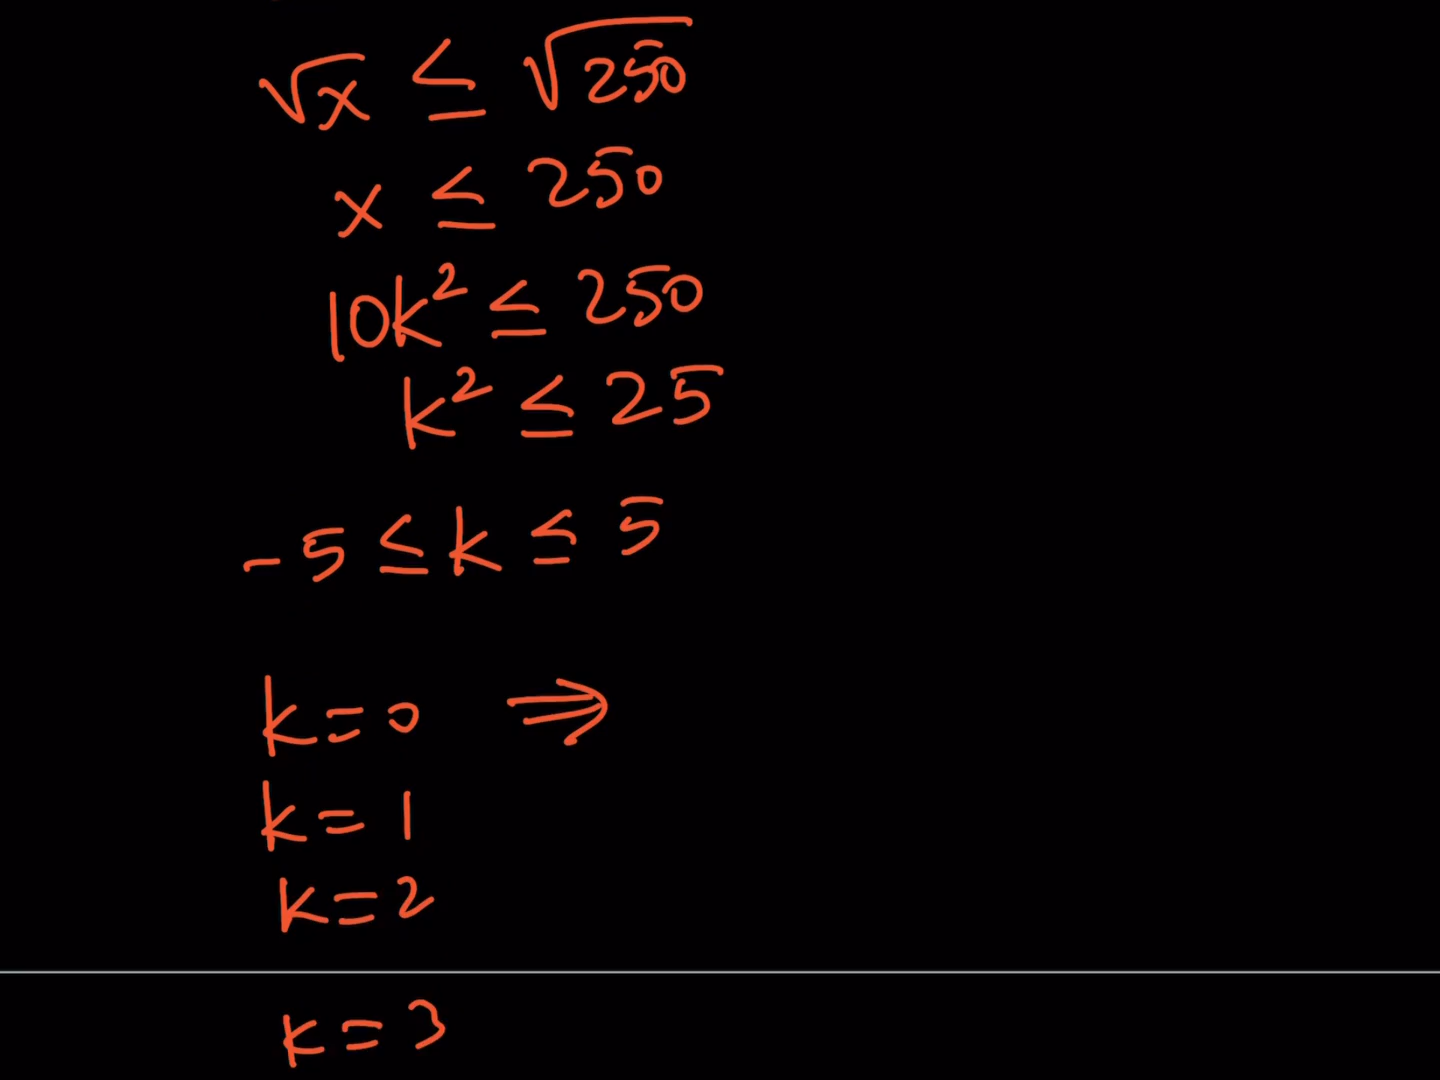 √x ≤ √250
x ≤ 250
10k² ≤ 250
k² ≤ 25
-5 ≤ k ≤ 5
k = 0 ⇒
k = 1
k = 2
k = 3